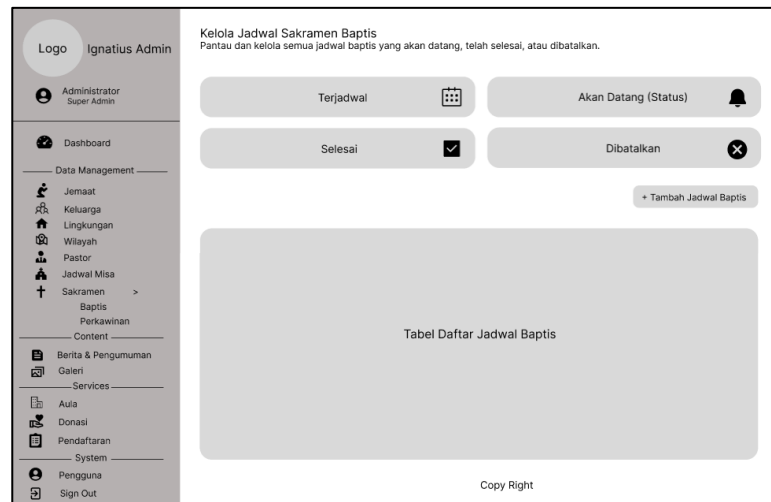 Logo
Ignatius Admin
Administrator
Super Admin
Dashboard
Data Management
Jemaat
Keluarga
Lingkungan
Wilayah
Pastor
Jadwal Misa
Sakramen >
Baptis
Perkawinan
Content
Berita & Pengumuman
Galeri
Services
Aula
Donasi
Pendaftaran
System
Pengguna
Sign Out
Kelola Jadwal Sakramen Baptis
Pantau dan kelola semua jadwal baptis yang akan datang, telah selesai, atau dibatalkan.
Terjadwal
Akan Datang (Status)
Selesai
Dibatalkan
+ Tambah Jadwal Baptis
Tabel Daftar Jadwal Baptis
Copy Right